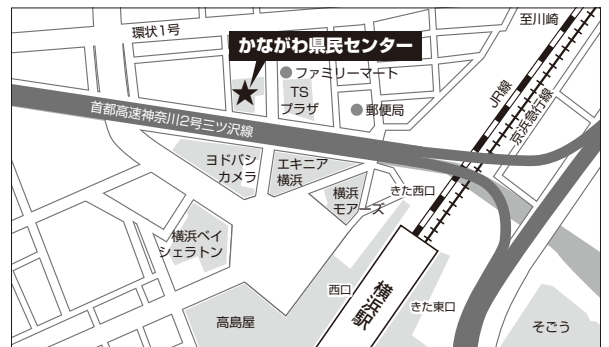 環状1号
至川崎
かながわ県民センター
ファミリーマート
TS
プラザ
郵便局
JR線
京浜急行線
首都高速神奈川2号三ツ沢線
ヨドバシ
カメラ
エキニア
横浜
横浜
モアーズ
きた西口
横浜ベイ
シェラトン
西口
横浜駅
きた東口
高島屋
そごう